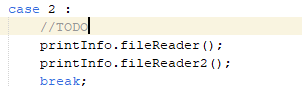 case 2 :
//TODO
printInfo.fileReader();
printInfo.fileReader2();
break;